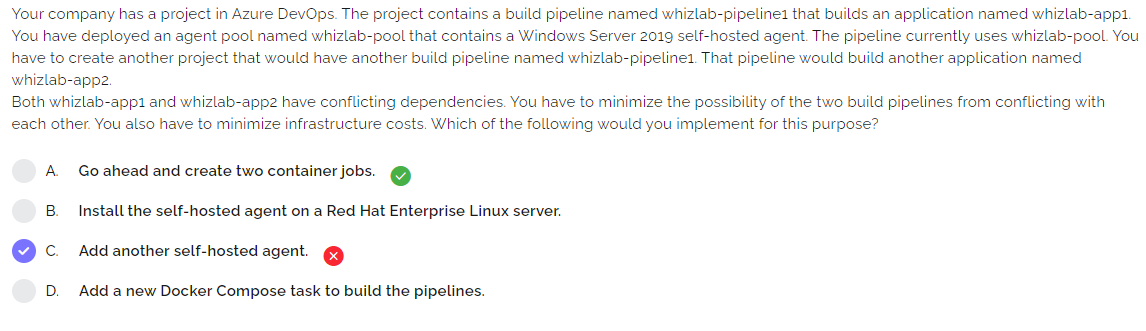 Your company has a project in Azure DevOps. The project contains a build pipeline named whizlab-pipeline1 that builds an application named whizlab-app1.
You have deployed an agent pool named whizlab-pool that contains a Windows Server 2019 self-hosted agent. The pipeline currently uses whizlab-pool. You
have to create another project that would have another build pipeline named whizlab-pipeline1. That pipeline would build another application named
whizlab-app2.
Both whizlab-app1 and whizlab-app2 have conflicting dependencies. You have to minimize the possibility of the two build pipelines from conflicting with
each other. You also have to minimize infrastructure costs. Which of the following would you implement for this purpose?
A. Go ahead and create two container jobs.
B. Install the self-hosted agent on a Red Hat Enterprise Linux server.
C. Add another self-hosted agent.
D. Add a new Docker Compose task to build the pipelines.